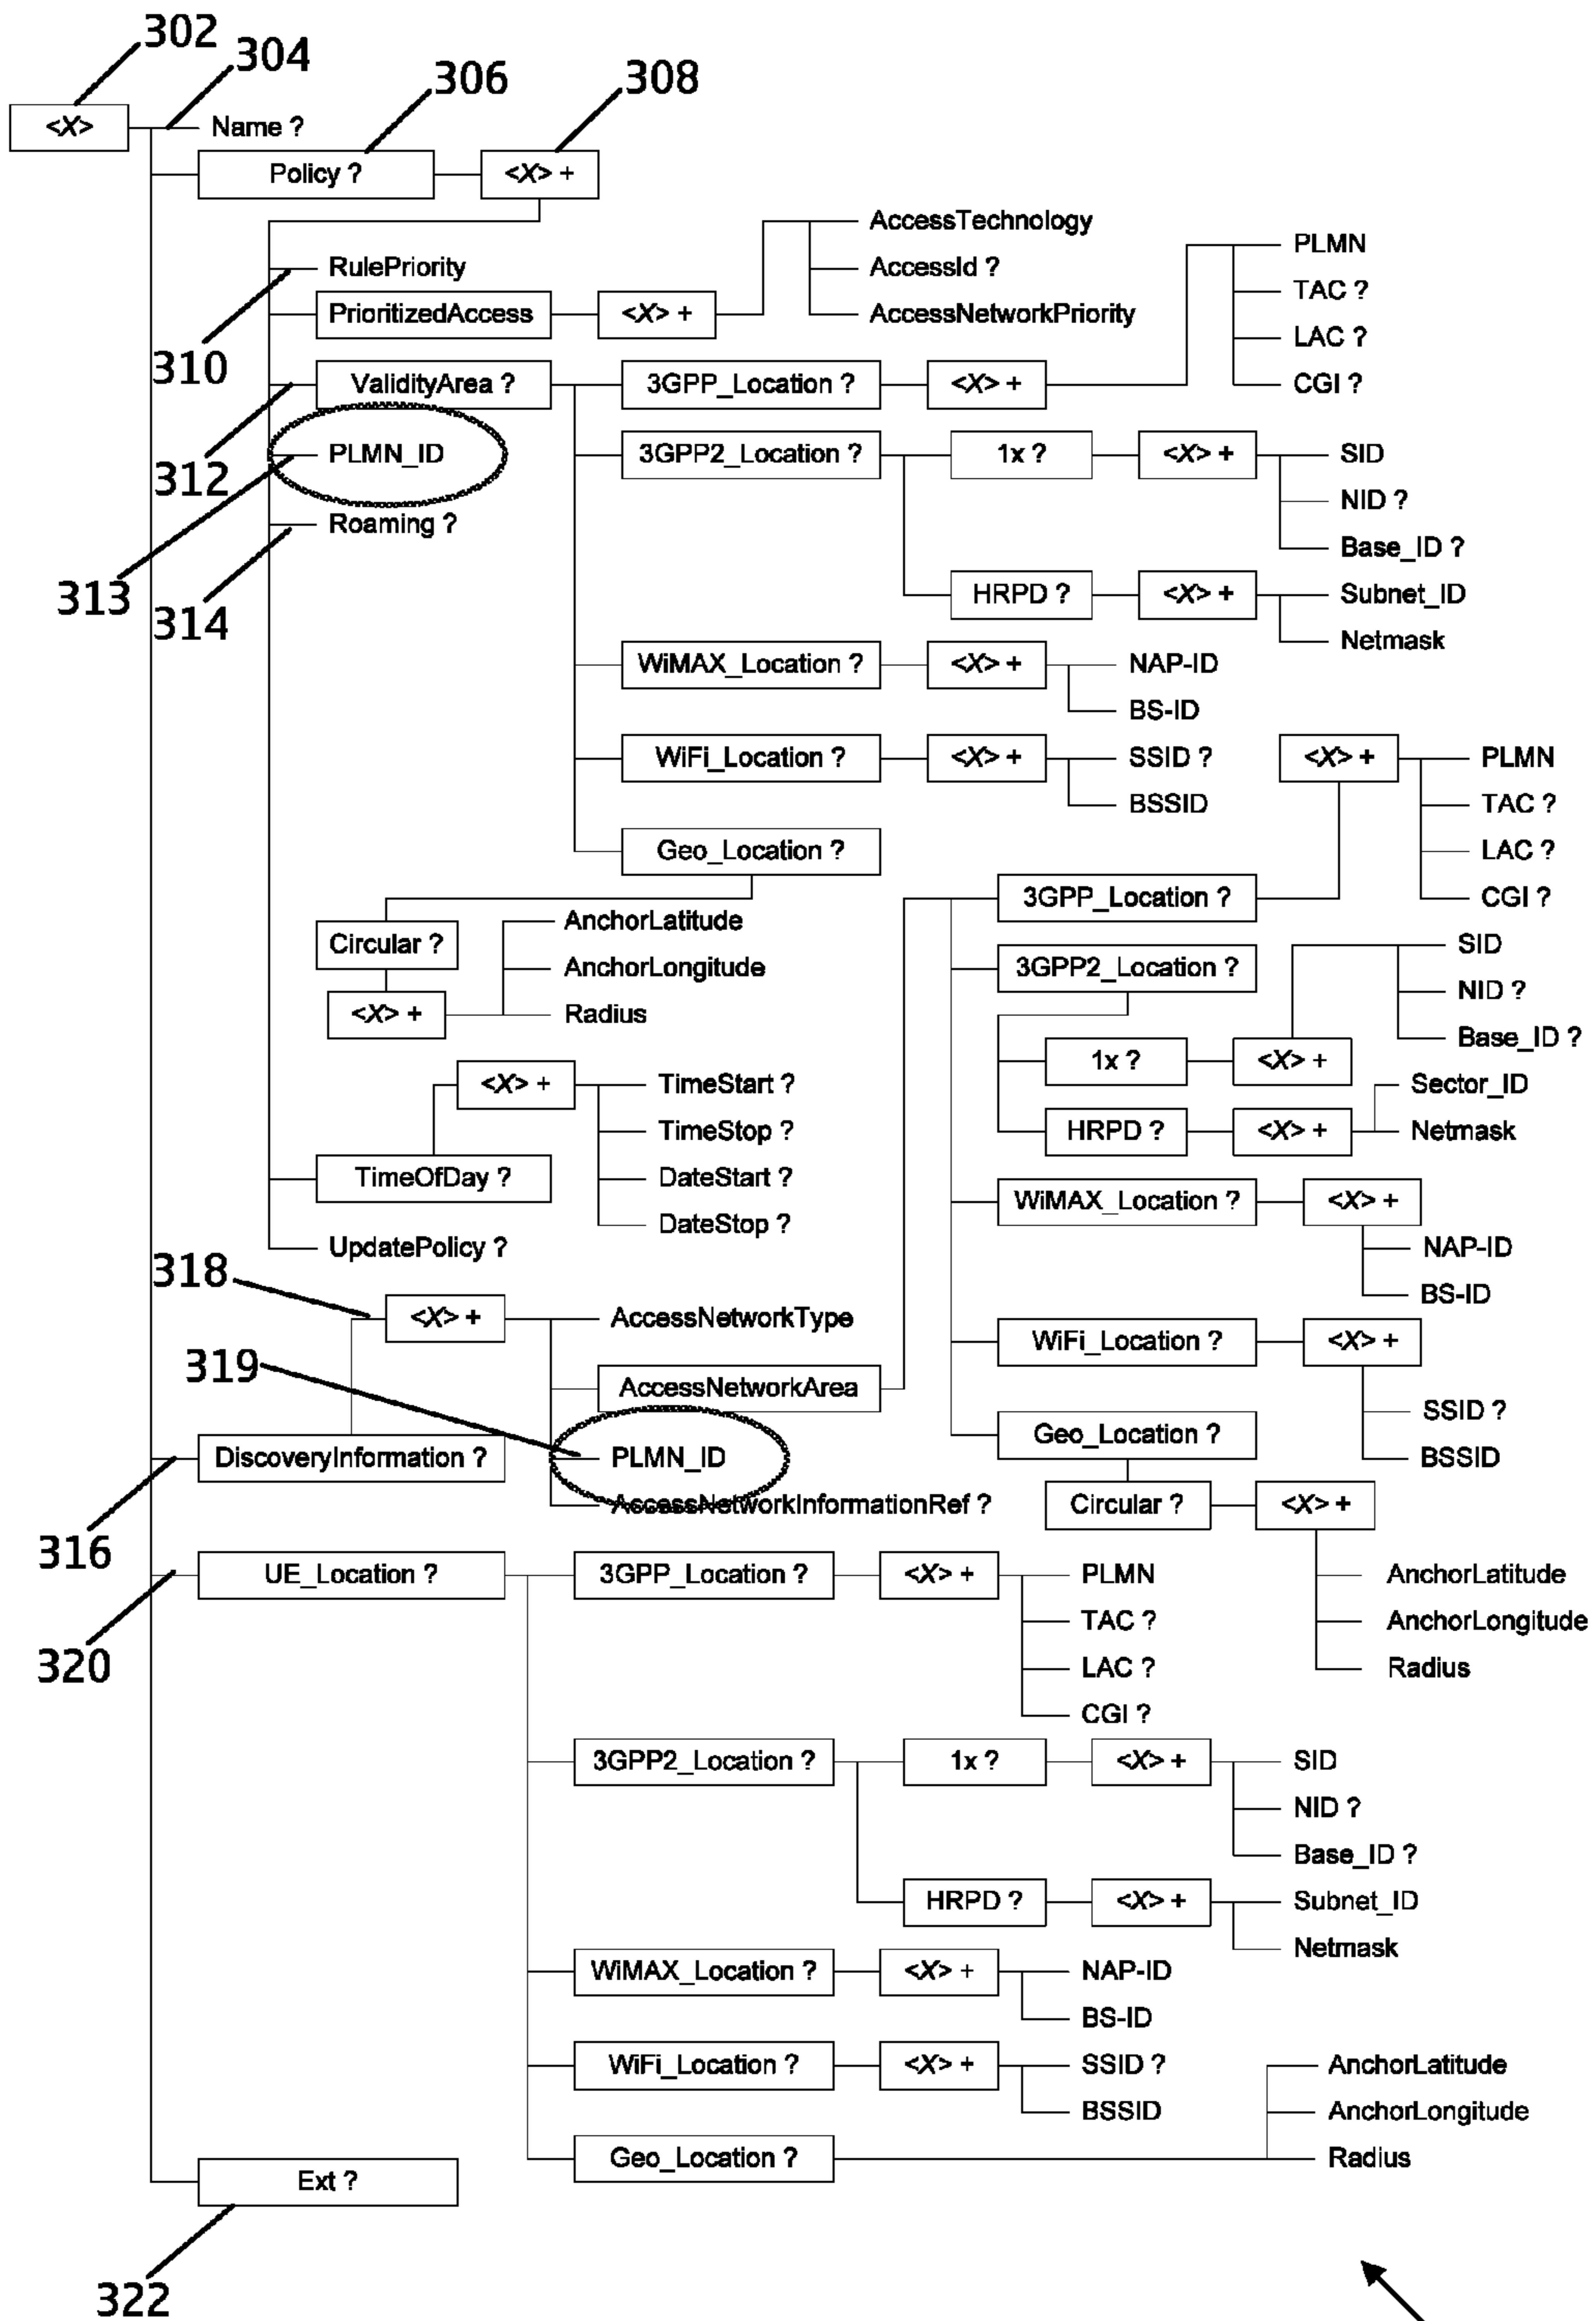 302
304
306
308
<X>
Name ?
Policy ?
<X> +
AccessTechnology
PLMN
RulePriority
AccessId ?
TAC ?
PrioritizedAccess
<X> +
AccessNetworkPriority
LAC ?
310
ValidityArea ?
3GPP_Location ?
<X> +
CGI ?
312
PLMN_ID
3GPP2_Location ?
1x ?
<X> +
SID
NID ?
313
Roaming ?
Base_ID ?
314
HRPD ?
<X> +
Subnet_ID
Netmask
WiMAX_Location ?
<X> +
NAP-ID
BS-ID
WiFi_Location ?
<X> +
SSID ?
BSSID
<X> +
PLMN
TAC ?
LAC ?
CGI ?
Geo_Location ?
3GPP_Location ?
Circular ?
AnchorLatitude
AnchorLongitude
<X> +
Radius
3GPP2_Location ?
SID
NID ?
Base_ID ?
1x ?
<X> +
<X> +
TimeStart ?
Sector_ID
TimeStop ?
HRPD ?
<X> +
Netmask
TimeOfDay ?
DateStart ?
DateStop ?
WiMAX_Location ?
<X> +
UpdatePolicy ?
NAP-ID
BS-ID
318
<X> +
AccessNetworkType
WiFi_Location ?
<X> +
319
AccessNetworkArea
SSID ?
BSSID
Geo_Location ?
DiscoveryInformation ?
PLMN_ID
AccessNetworkInformationRef ?
Circular ?
<X> +
316
AnchorLatitude
AnchorLongitude
Radius
UE_Location ?
3GPP_Location ?
<X> +
PLMN
TAC ?
320
LAC ?
CGI ?
3GPP2_Location ?
1x ?
<X> +
SID
NID ?
Base_ID ?
HRPD ?
<X> +
Subnet_ID
Netmask
WiMAX_Location ?
<X> +
NAP-ID
BS-ID
WiFi_Location ?
<X> +
SSID ?
BSSID
AnchorLatitude
AnchorLongitude
Geo_Location ?
Radius
Ext ?
322